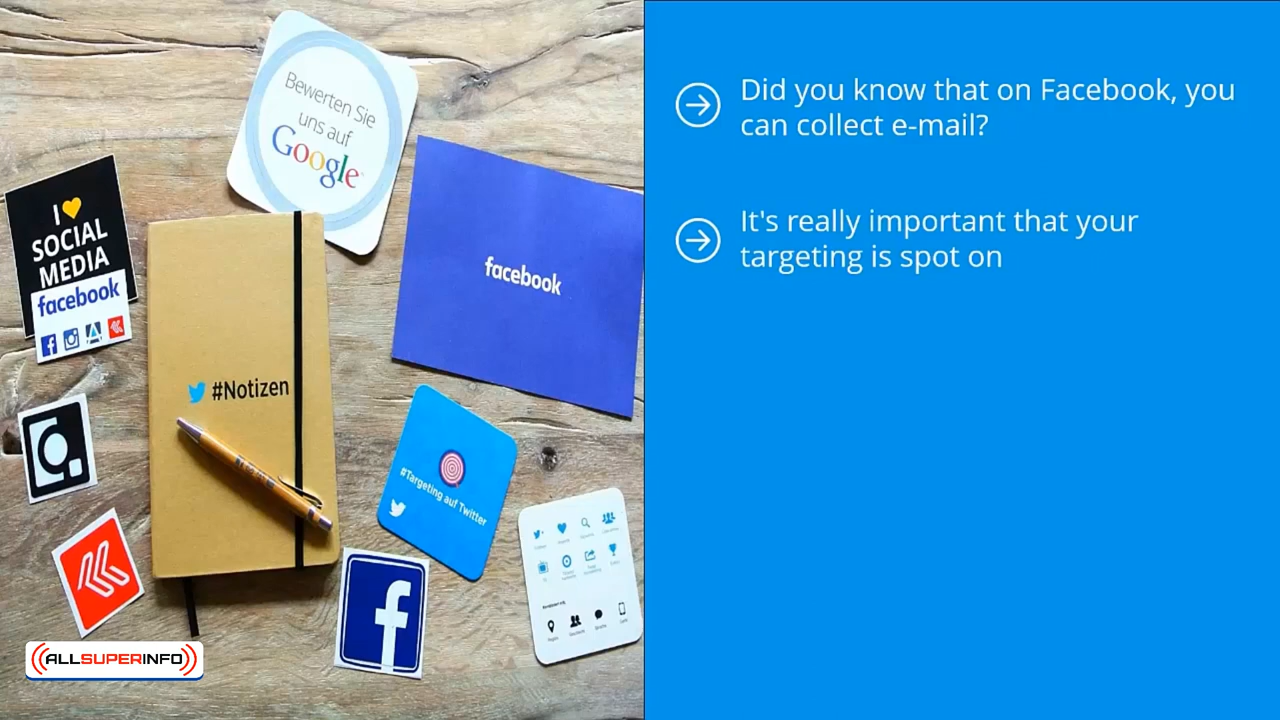 Bewerten Sie
uns auf
Google
I
SOCIAL
MEDIA
facebook
facebook
#Notizen
#Targeting auf Twitter
ALLSUPERINFO
Did you know that on Facebook, you
can collect e-mail?
It's really important that your
targeting is spot on